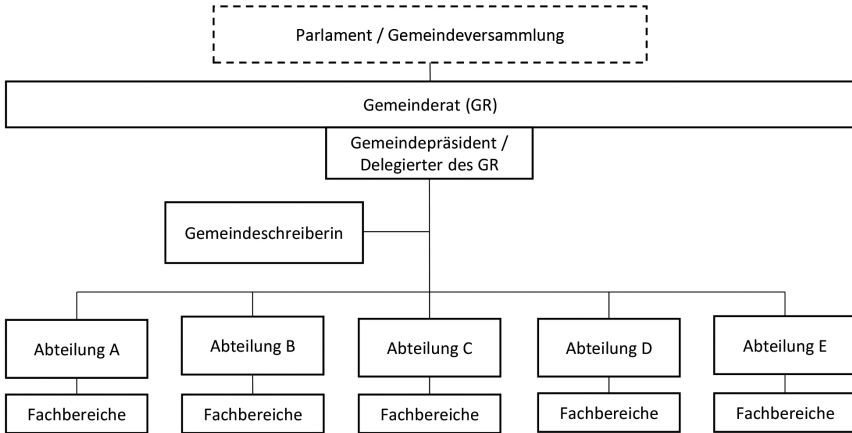 Parlament / Gemeindeversammlung
Gemeinderat (GR)
Gemeindepräsident /
Delegierter des GR
Gemeindeschreiberin
Abteilung A
Abteilung B
Abteilung C
Abteilung D
Abteilung E
Fachbereiche
Fachbereiche
Fachbereiche
Fachbereiche
Fachbereiche